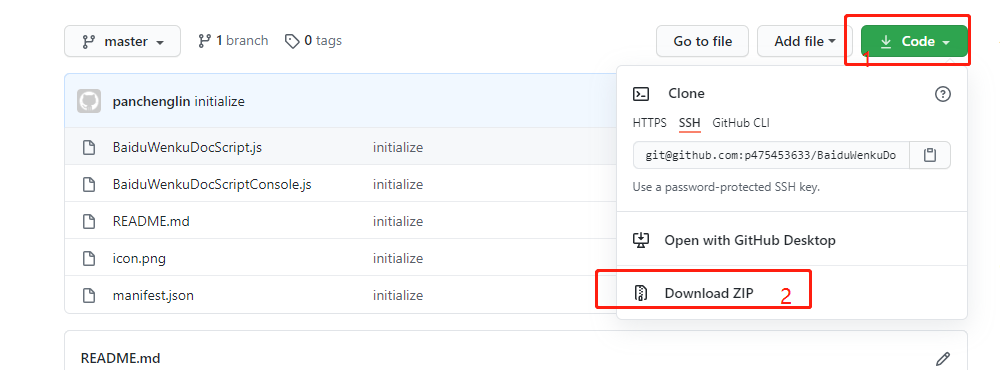 master 1 branch 0 tags Go to file Add file Code
1
panchenglin initialize
Clone
BaiduWenkuDocScript.js initialize
HTTPS SSH GitHub CLI
BaiduWenkuDocScriptConsole.js initialize
git@github.com:p475453633/BaiduWenkuDo
README.md initialize
Use a password-protected SSH key.
icon.png initialize
Open with GitHub Desktop
manifest.json initialize
Download ZIP 2
README.md